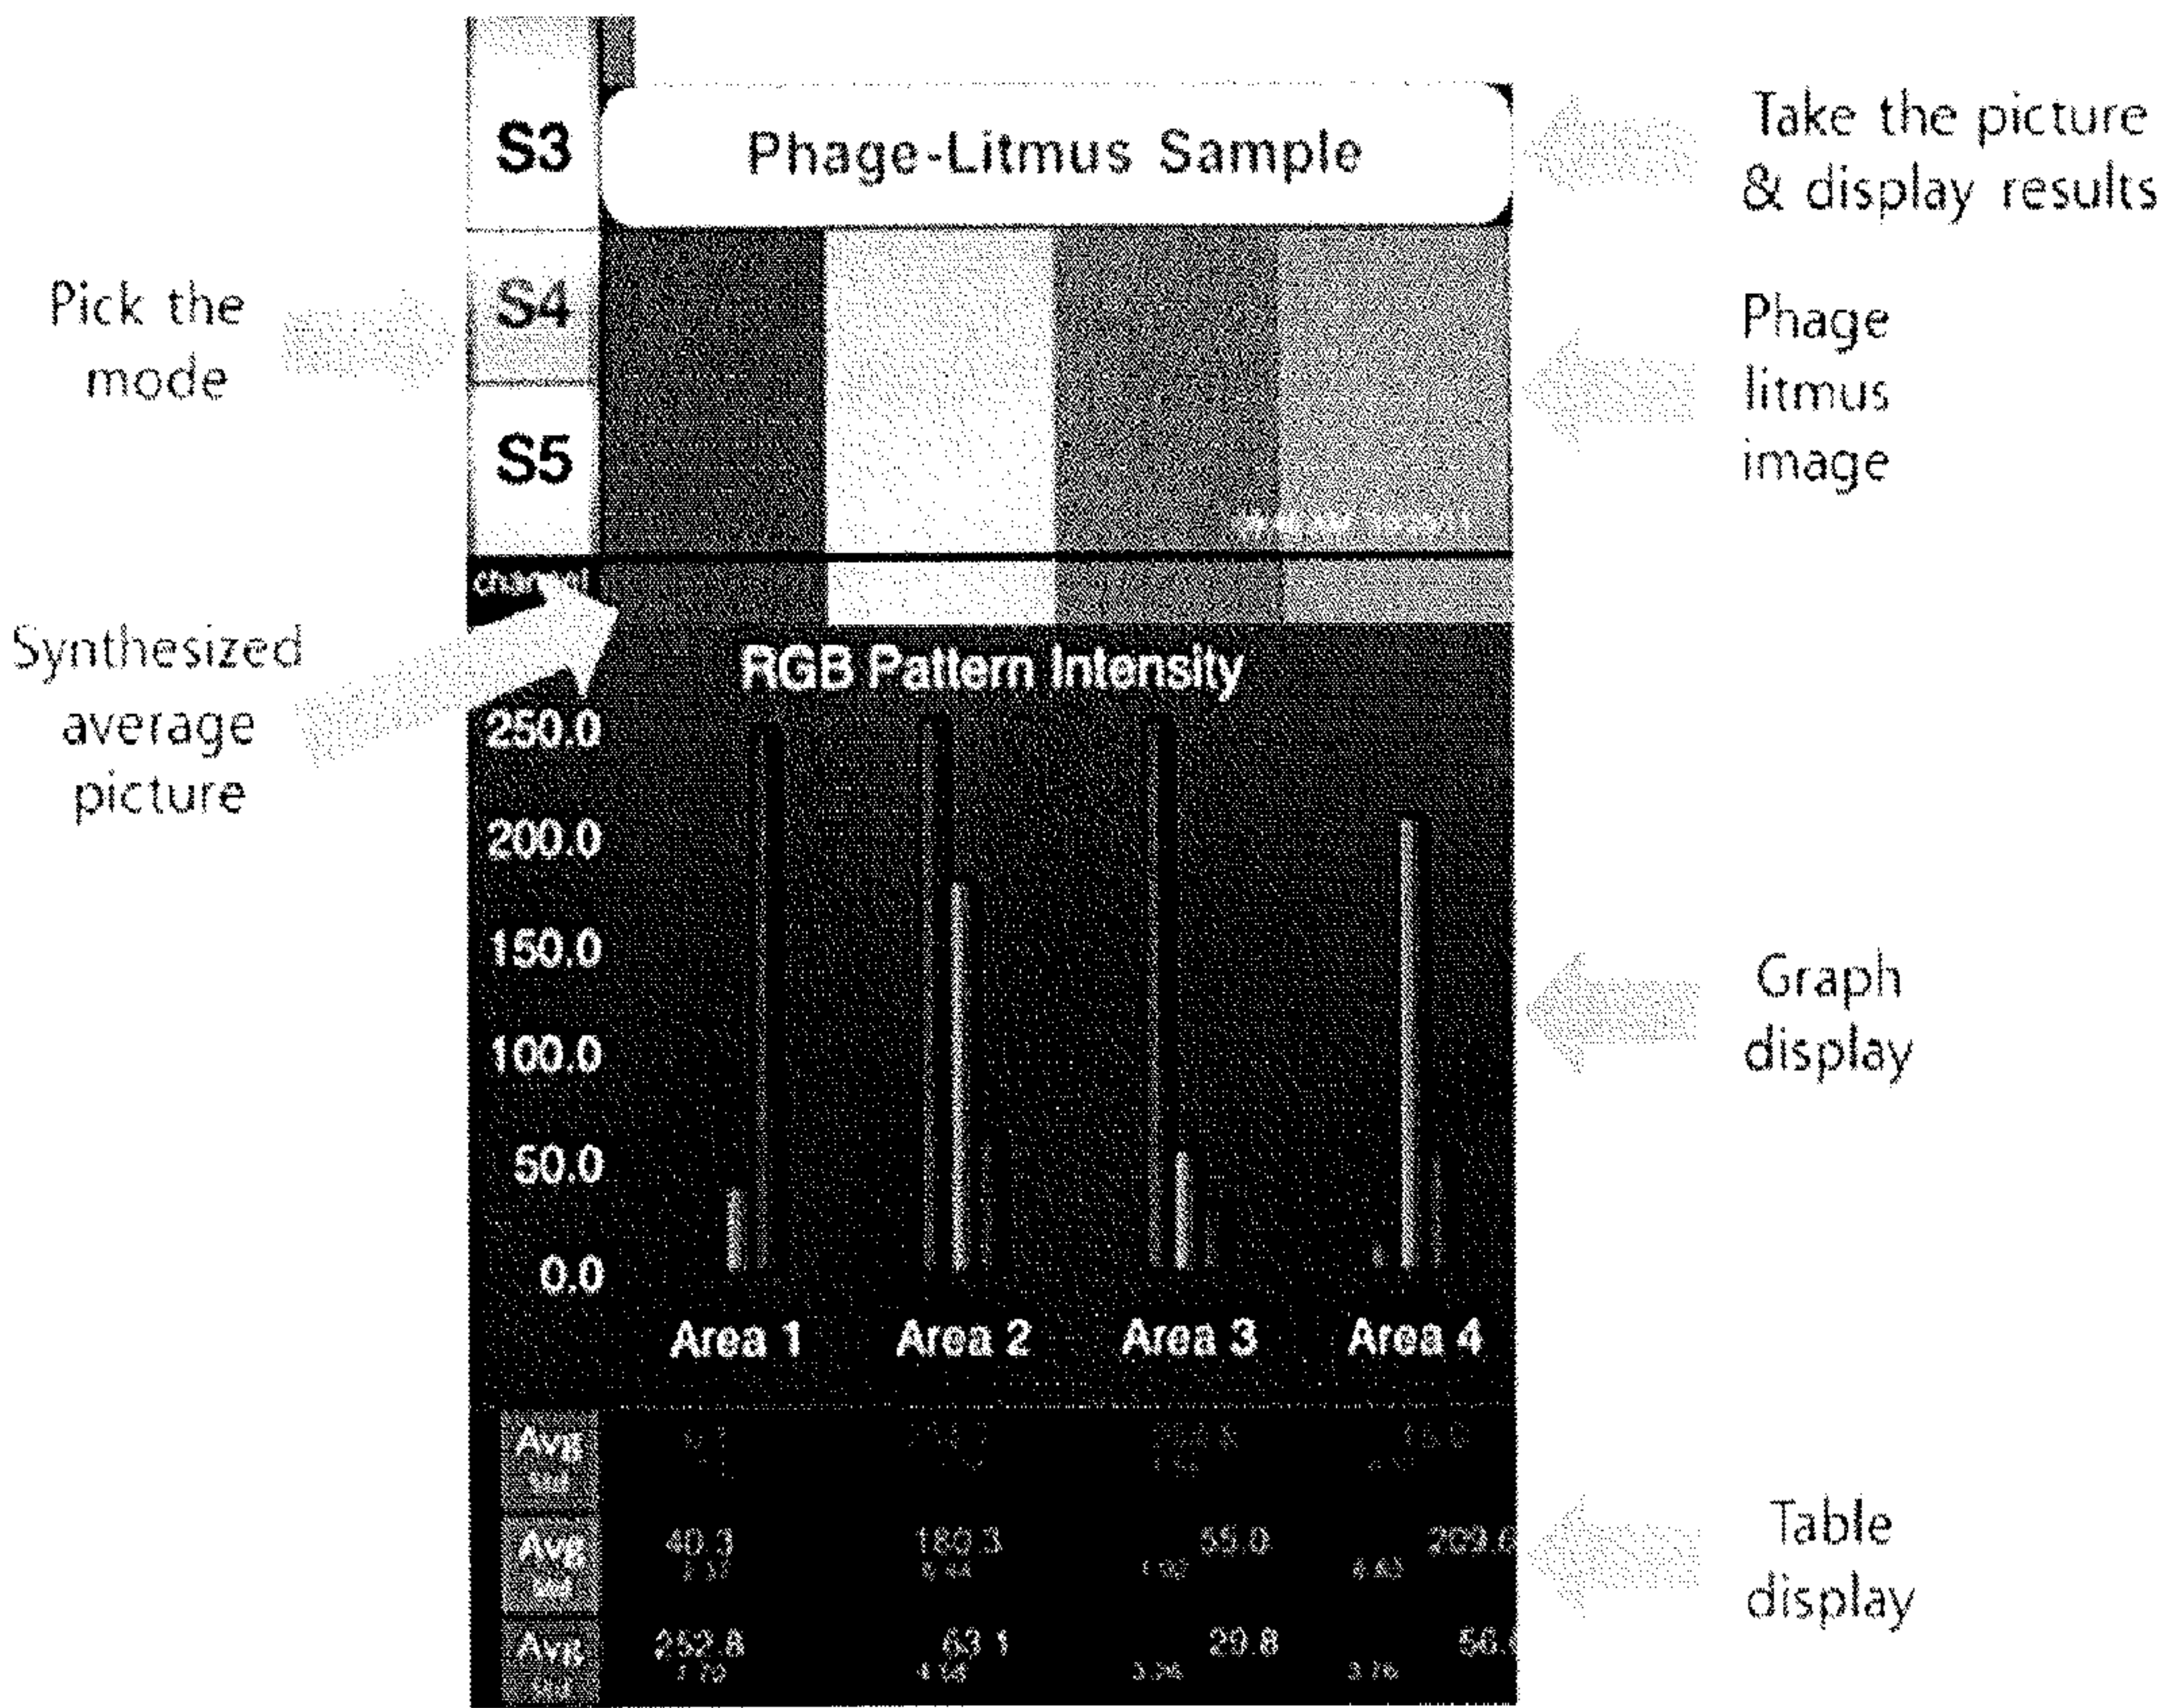 S3
Phage-Litmus Sample
Take the picture
& display results
Pick the
mode
S4
Phage
litmus
image
S5
Synthesized
average
picture
RGB Pattern Intensity
250.0
200.0
150.0
100.0
50.0
0.0
Graph
display
Area 1 Area 2 Area 3 Area 4
Avg
Std
Avg 40.3 180.3 55.0
Std
Avg 252.8 63.1 29.8
Std
Table
display